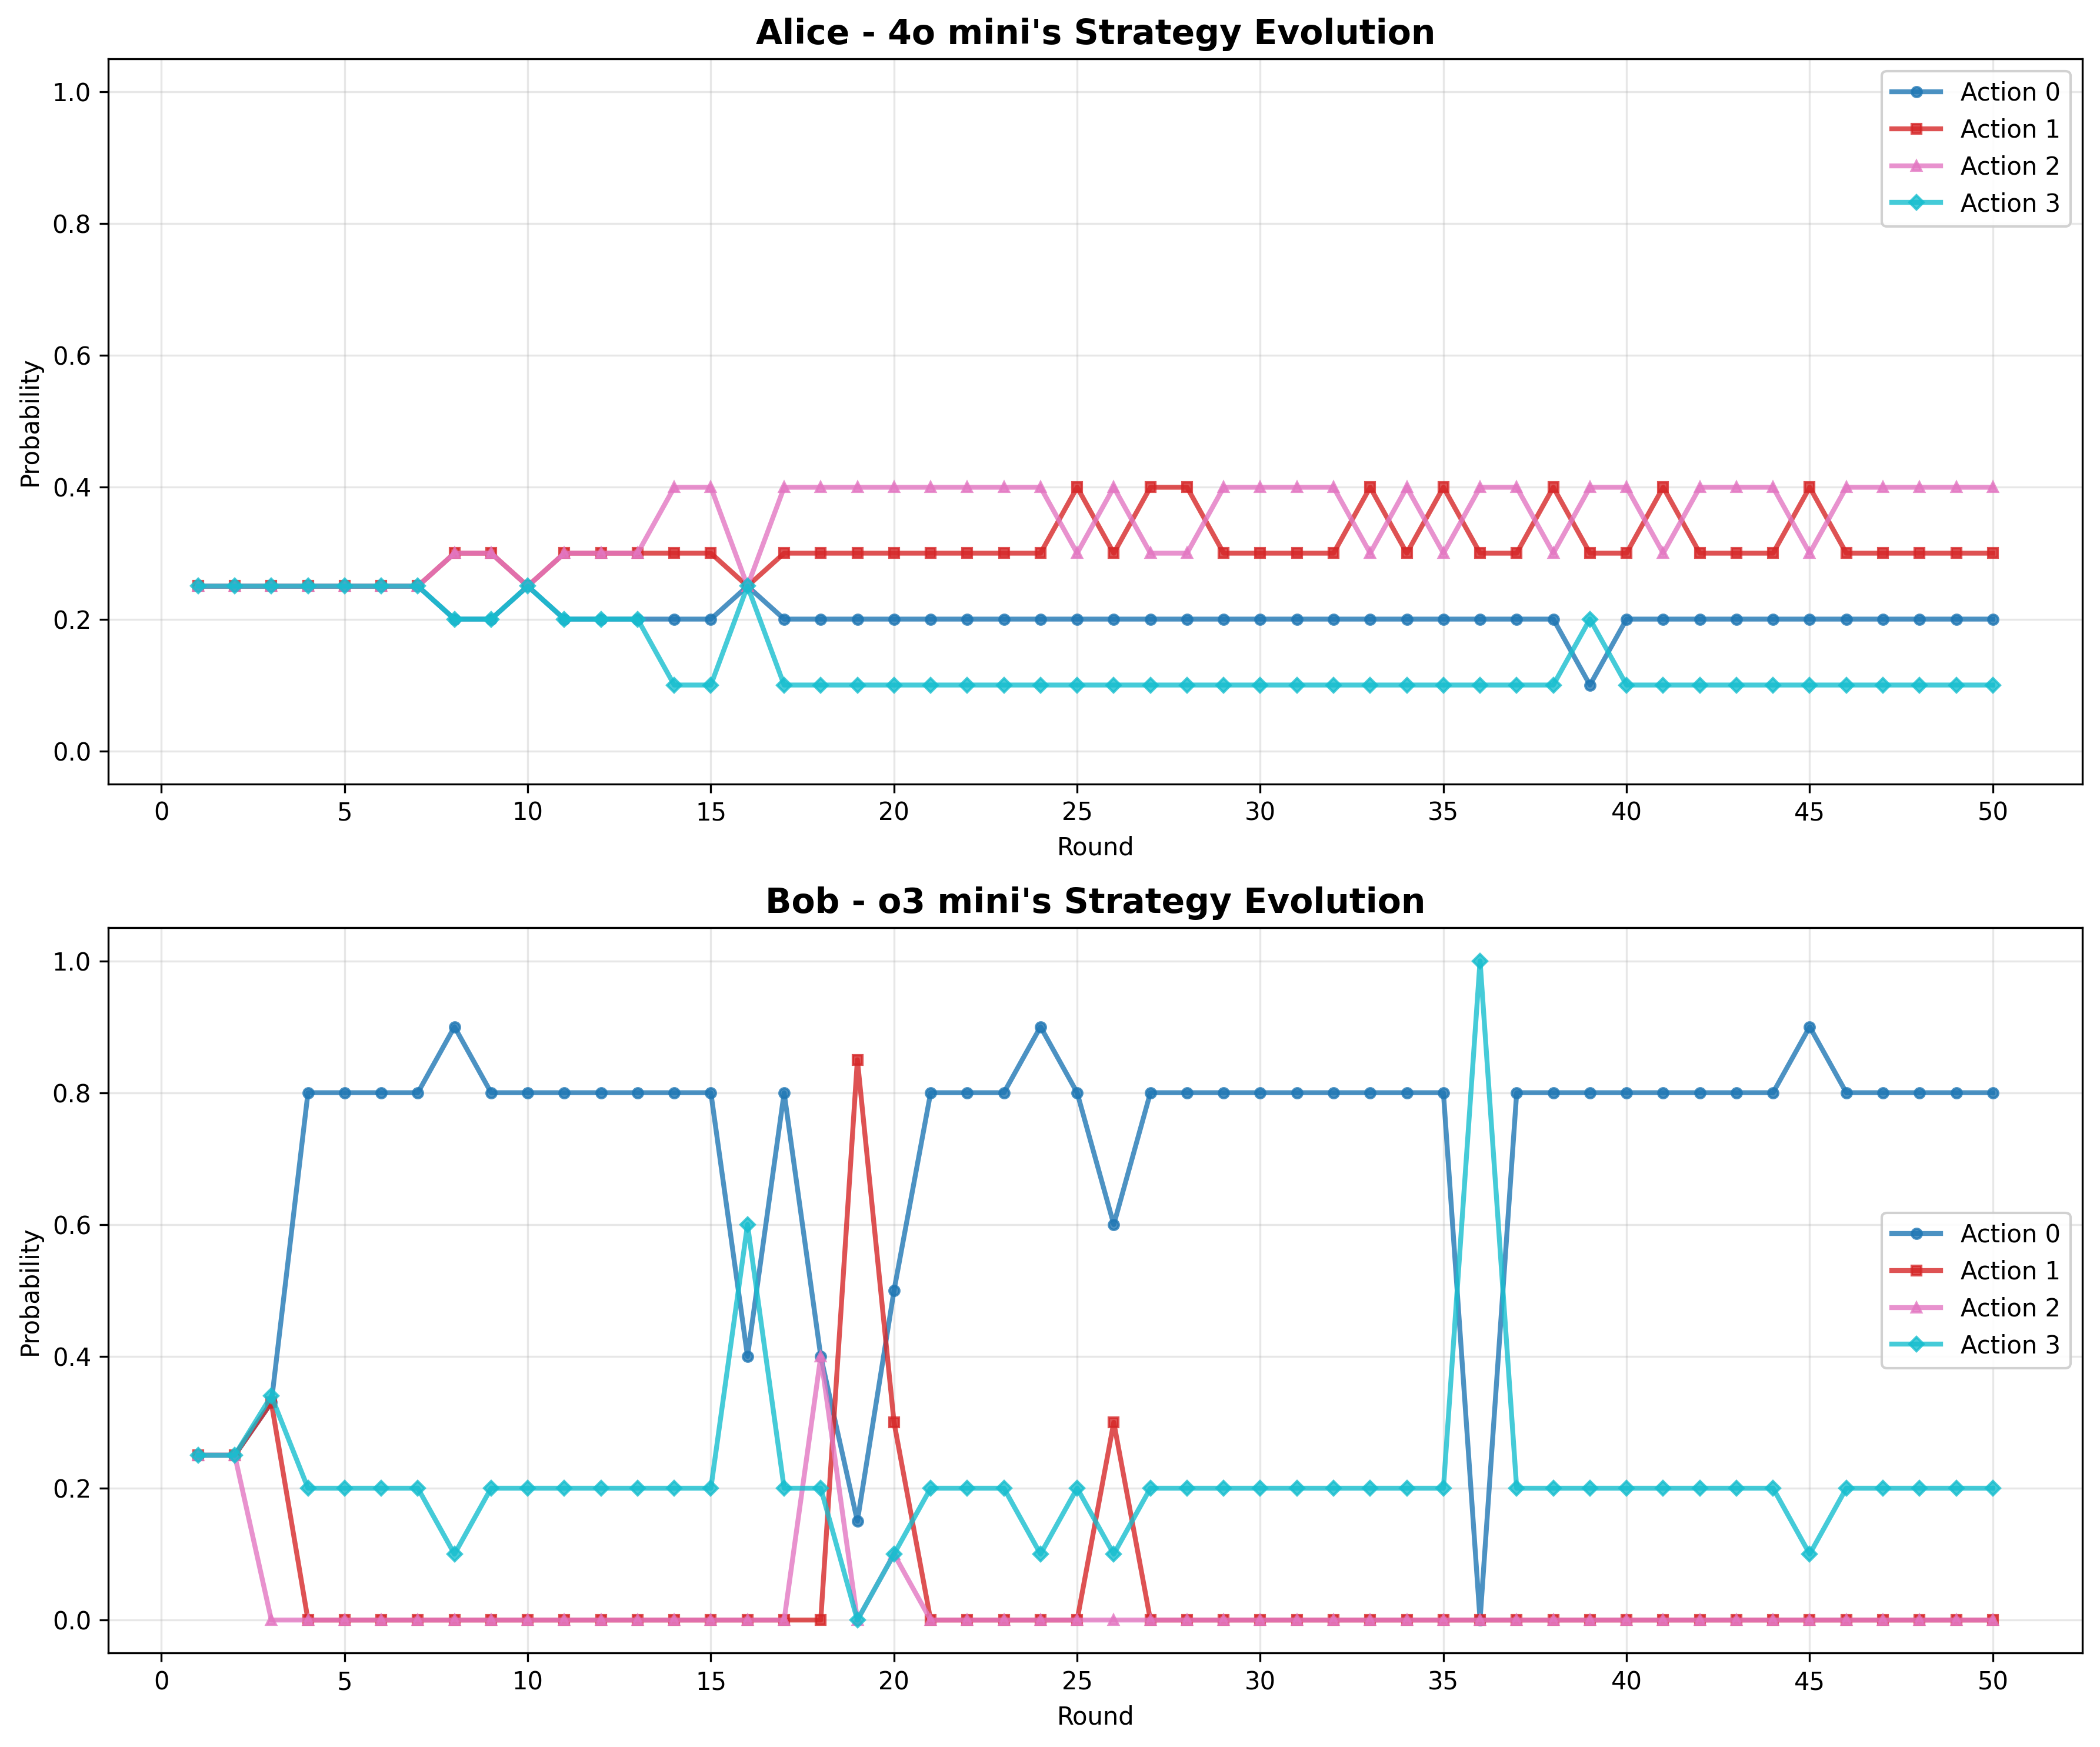 Alice - 4o mini's Strategy Evolution
1.0
0.8
0.6
0.4
0.2
0.0
Probability
Action 0
Action 1
Action 2
Action 3
0 5 10 15 20 25 30 35 40 45 50
Round
Bob - o3 mini's Strategy Evolution
1.0
0.8
0.6
0.4
0.2
0.0
Probability
Action 0
Action 1
Action 2
Action 3
0 5 10 15 20 25 30 35 40 45 50
Round